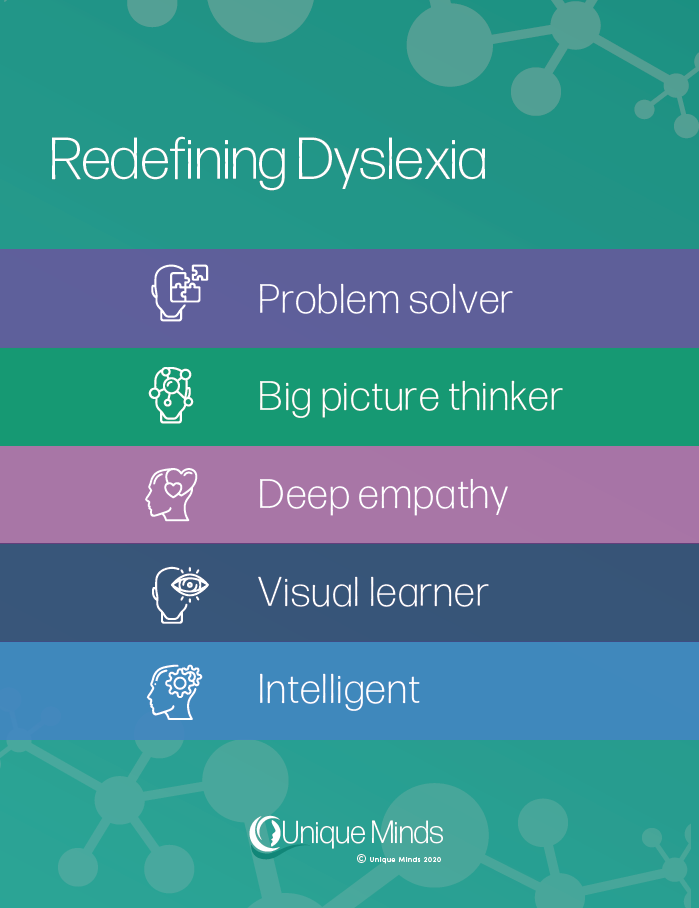 Redefining Dyslexia
Problem solver
Big picture thinker
Deep empathy
Visual learner
Intelligent
Unique Minds
© Unique Minds 2020